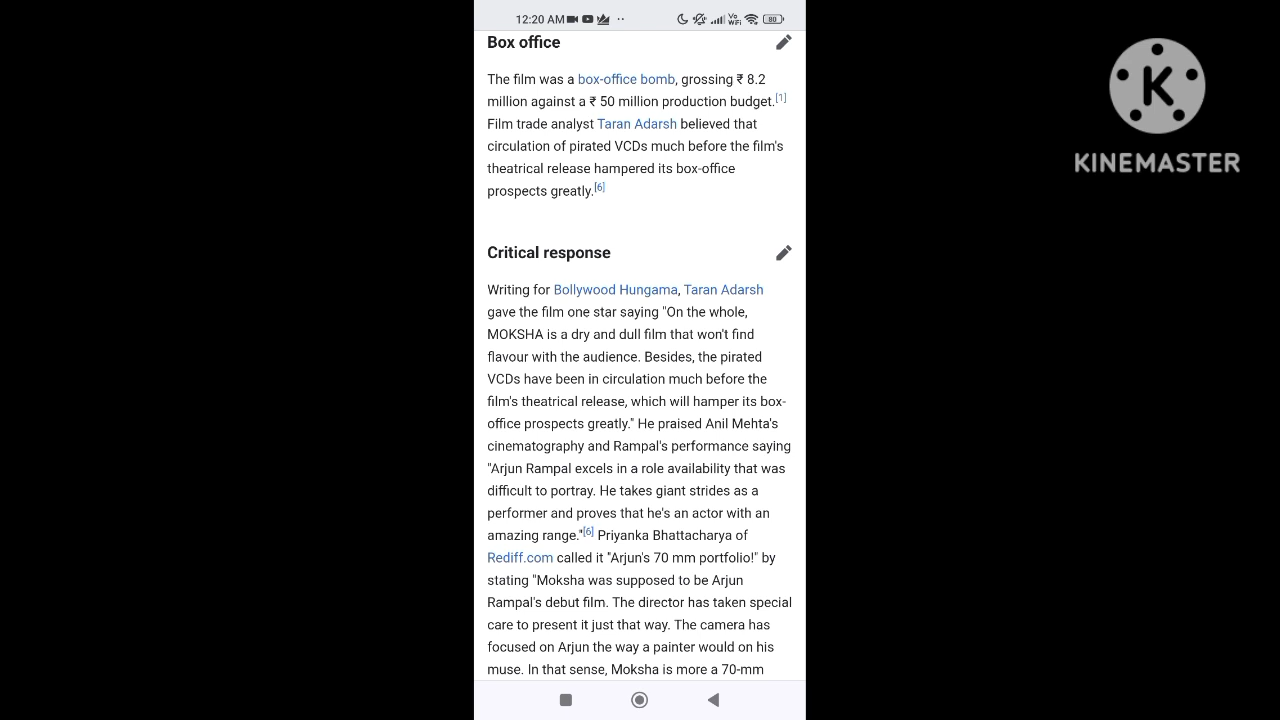 12:20 AM
Vo
WiFi
80
Box office
The film was a box-office bomb, grossing ₹ 8.2
million against a ₹ 50 million production budget.[1]
Film trade analyst Taran Adarsh believed that
circulation of pirated VCDs much before the film's
theatrical release hampered its box-office
prospects greatly.[6]
Critical response
Writing for Bollywood Hungama, Taran Adarsh
gave the film one star saying "On the whole,
MOKSHA is a dry and dull film that won't find
flavour with the audience. Besides, the pirated
VCDs have been in circulation much before the
film's theatrical release, which will hamper its box-
office prospects greatly." He praised Anil Mehta's
cinematography and Rampal's performance saying
"Arjun Rampal excels in a role availability that was
difficult to portray. He takes giant strides as a
performer and proves that he's an actor with an
amazing range."[6] Priyanka Bhattacharya of
Rediff.com called it "Arjun's 70 mm portfolio!" by
stating "Moksha was supposed to be Arjun
Rampal's debut film. The director has taken special
care to present it just that way. The camera has
focused on Arjun the way a painter would on his
muse. In that sense, Moksha is more a 70-mm
K
KINEMASTER